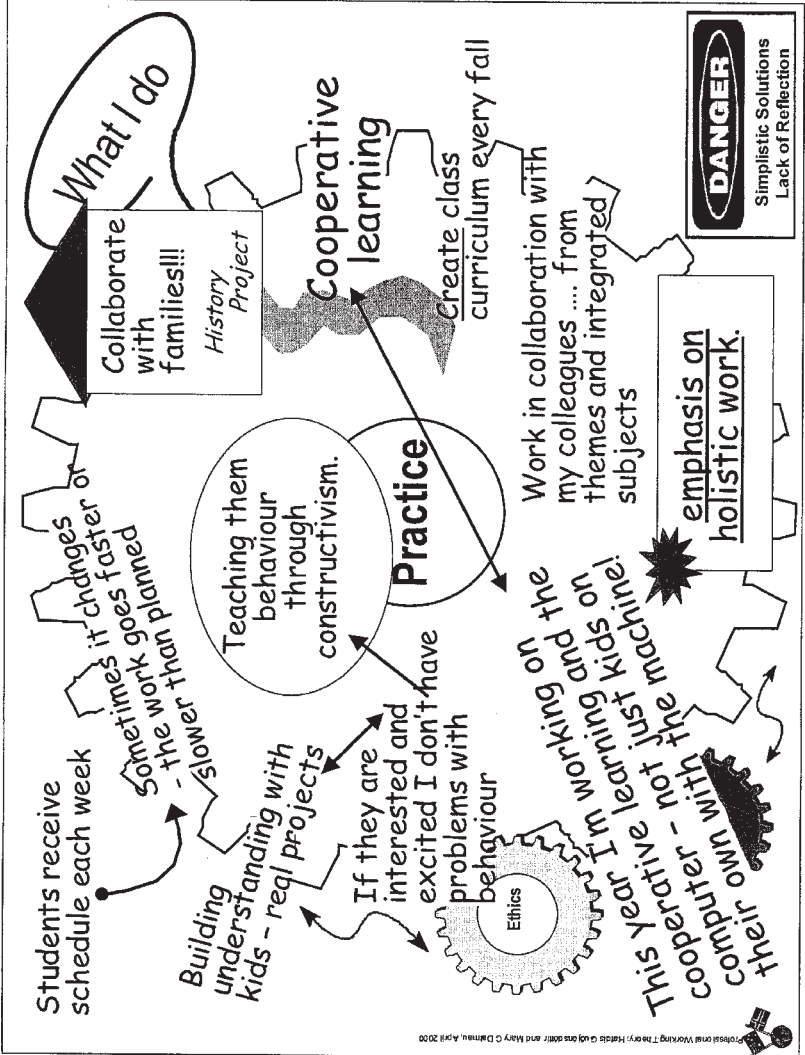 Students receive
schedule each week
Sometimes it changes
- the work goes faster or
slower than planned
Collaborate
with
families!!!
History
Project
What I do
Building
understanding with
kids - real projects
Teaching them
behaviour
through
constructivism.
Practice
Cooperative
learning
If they are
interested and
excited I don't have
problems with
behaviour
Ethics
Create class
curriculum every fall
Work in collaboration with
my colleagues .... from
themes and integrated
subjects
This year I'm working on
cooperative learning and the
computer - not just kids on
their own with the machine!
emphasis on
holistic work.
DANGER
Simplistic Solutions
Lack of Reflection
Professional Working Theory: Hafdis Gudjónsdóttir and Mary C Dalmau, April 2000